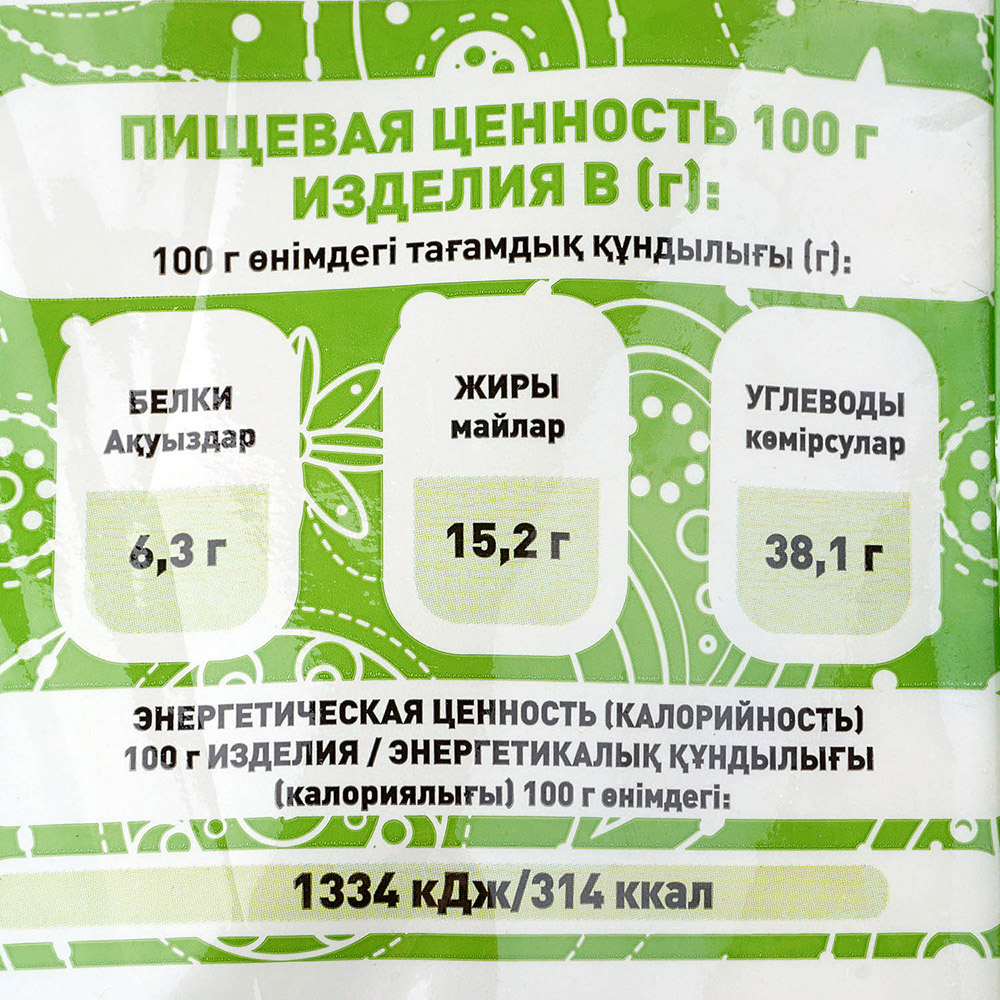 ПИЩЕВАЯ ЦЕННОСТЬ 100 г
ИЗДЕЛИЯ В (г):
100 г өнімдегі тағамдық құндылығы (г):
БЕЛКИ
Ақуыздар
6,3 г
ЖИРЫ
майлар
15,2 г
УГЛЕВОДЫ
көмірсулар
38,1 г
ЭНЕРГЕТИЧЕСКАЯ ЦЕННОСТЬ (КАЛОРИЙНОСТЬ)
100 г ИЗДЕЛИЯ / ЭНЕРГЕТИКАЛЫҚ ҚҰНДЫЛЫҒЫ
(калориялығы) 100 г өнімдегі:
1334 кДж/314 ккал